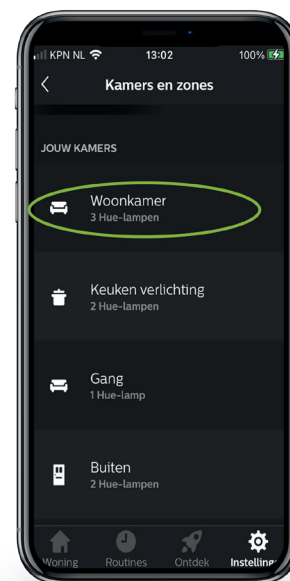 KPN NL 13:02 100%
Kamers en zones
JOUW KAMERS
Woonkamer
3 Hue-lampen
Keuken verlichting
2 Hue-lampen
Gang
1 Hue-lamp
Buiten
2 Hue-lampen
Woning Routines Ontdek Instellinge